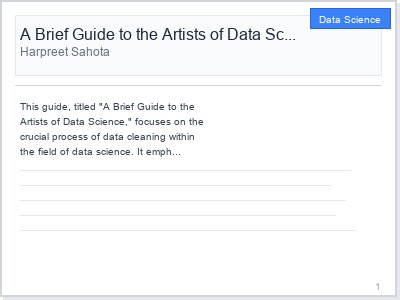 Data Science
A Brief Guide to the Artists of Data Sc...
Harpreet Sahota
This guide, titled "A Brief Guide to the
Artists of Data Science," focuses on the
crucial process of data cleaning within
the field of data science. It emph...
1